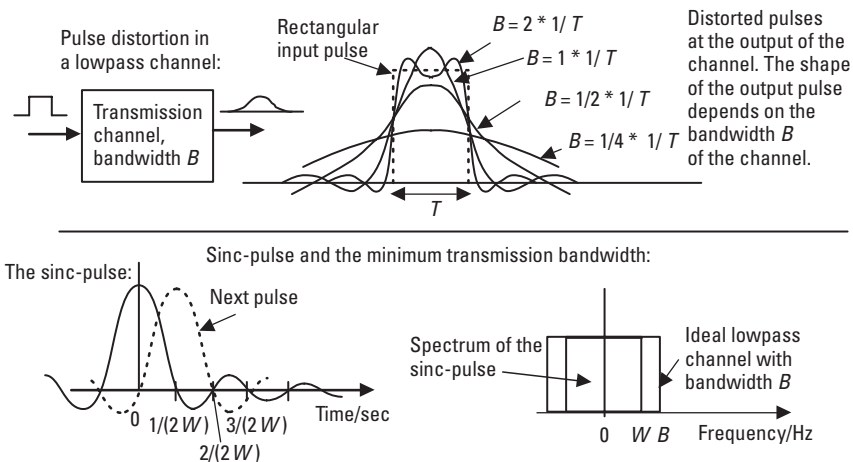 Pulse distortion in
a lowpass channel:
Transmission
channel,
bandwidth B
Rectangular
input pulse
B = 2 * 1/ T
B = 1 * 1/ T
B = 1/2 * 1/ T
B = 1/4 * 1/ T
T
Distorted pulses
at the output of the
channel. The shape
of the output pulse
depends on the
bandwidth B
of the channel.
Sinc-pulse and the minimum transmission bandwidth:
The sinc-pulse:
Next pulse
0
1/(2 W )
3/(2 W )
2/(2 W )
Time/sec
Spectrum of the
sinc-pulse
Ideal lowpass
channel with
bandwidth B
0 W B Frequency/Hz